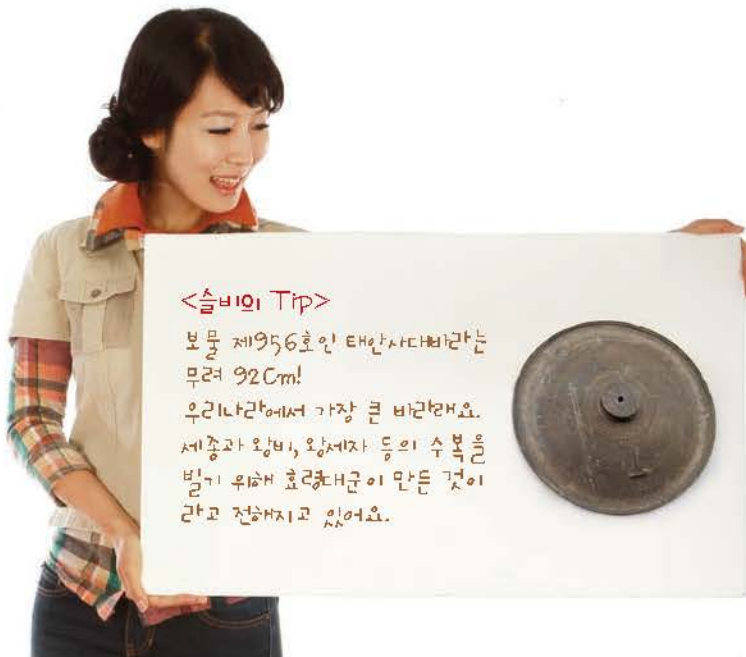 <슬비의 Tip>
보물 제956호인 태안사대바라는
무려 92Cm!
우리나라에서 가장 큰 바라래요.
세종과 왕비, 왕세자 등의 수복을
빌기 위해 효령대군이 만든 것이
라고 전해지고 있어요.